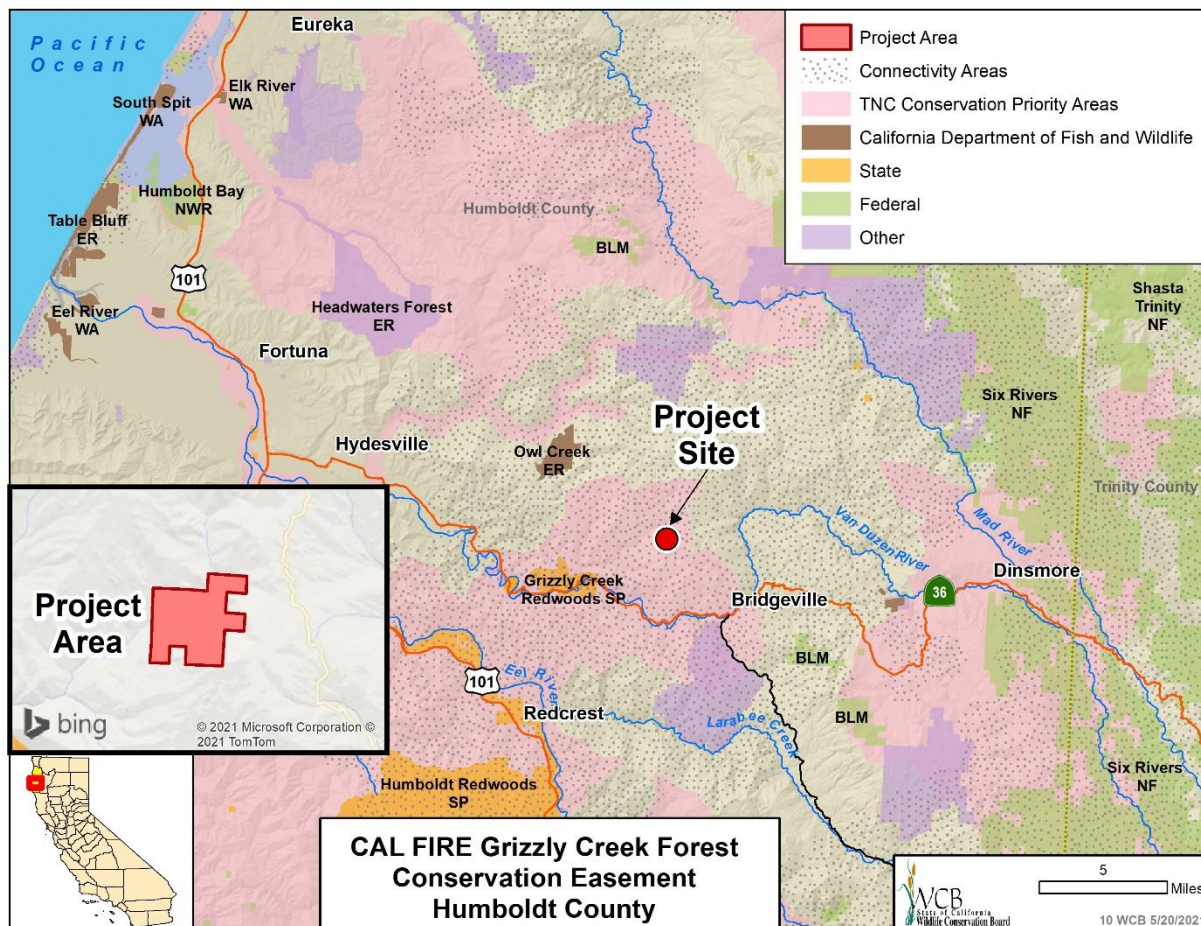 Eureka
Pacific
Ocean
Elk River
WA
South Spit
WA
Humboldt Bay
NWR
Table Bluff
ER
101
Eel River
WA
Fortuna
Headwaters Forest
ER
Humboldt County
BLM
Project Area
Connectivity Areas
TNC Conservation Priority Areas
California Department of Fish and Wildlife
State
Federal
Other
Shasta
Trinity
NF
Six Rivers
NF
Trinity County
Hydesville
Owl Creek
ER
Project
Site
Van Duzen River
Mad River
Dinsmore
36
Grizzly Creek
Redwoods SP
Bridgeville
BLM
101
Eel River
Redcrest
Larabee Creek
BLM
Six Rivers
NF
Humboldt Redwoods
SP
Project
Area
bing
© 2021 Microsoft Corporation ©
2021 TomTom
CAL FIRE Grizzly Creek Forest
Conservation Easement
Humboldt County
WCB
State of California
Wildlife Conservation Board
5
Miles
10 WCB 5/20/2021